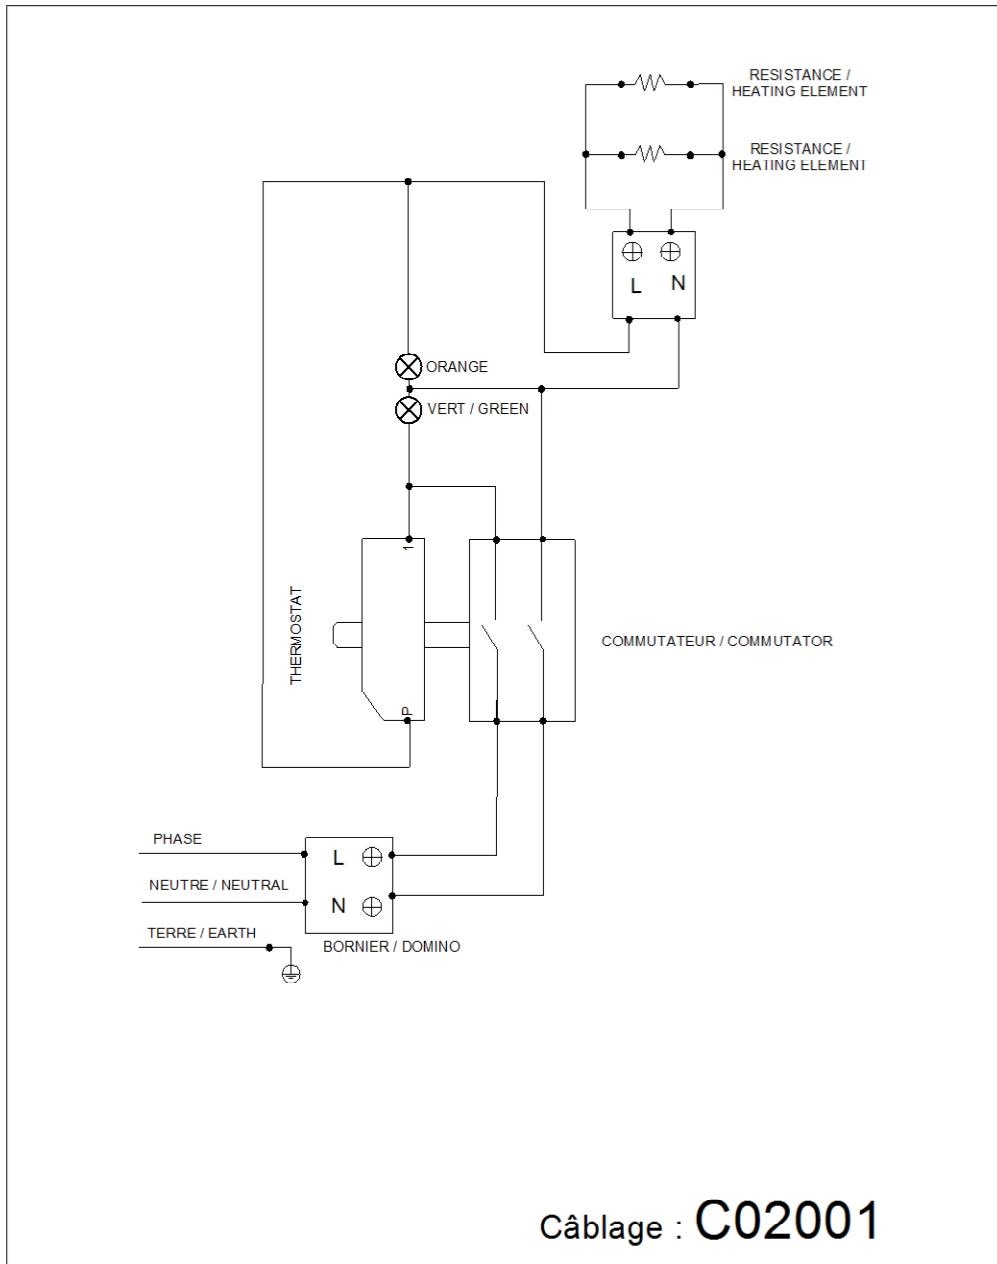 RESISTANCE /
HEATING ELEMENT
RESISTANCE /
HEATING ELEMENT
L N
ORANGE
VERT / GREEN
1
THERMOSTAT
P
COMMUTATEUR / COMMUTATOR
PHASE
L
NEUTRE / NEUTRAL
N
TERRE / EARTH
BORNIER / DOMINO
Câblage : C02001